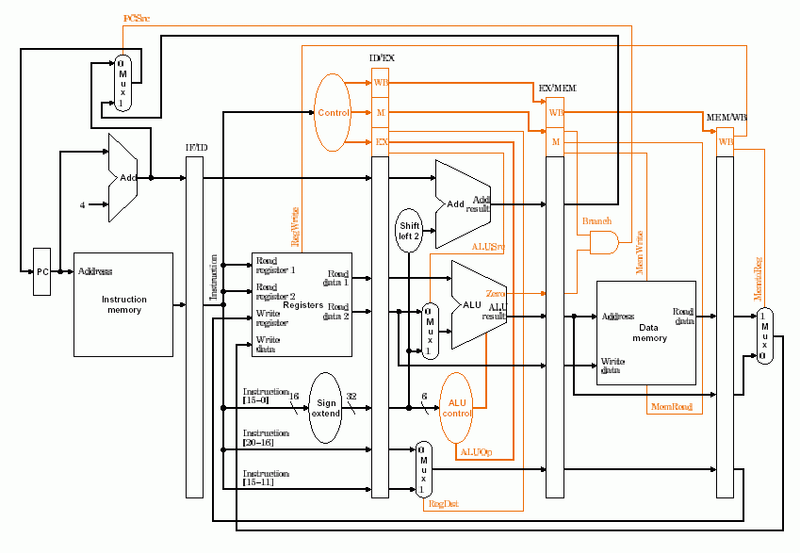 PCSrc
ID/EX
0
M
u
x
1
WB
EX/MEM
Control
M
WB
MEM/WB
IF/ID
EX
M
WB
Add
4
Add
Add
result
Shift
left 2
RegWrite
Branch
ALUSrc
MemWrite
PC
Address
Instruction
memory
Instruction
Read
register 1
Read
register 2
Registers
Write
register
Write
data
Read
data 1
Read
data 2
0
M
u
x
1
Zero
ALU
ALU
result
Address
Read
data
Data
memory
Write
data
MemtoReg
1
M
u
x
0
MemRead
Instruction
[15–0]
16
Sign
extend
32
6
ALU
control
Instruction
[20–16]
ALUOp
0
M
u
x
1
Instruction
[15–11]
RegDst